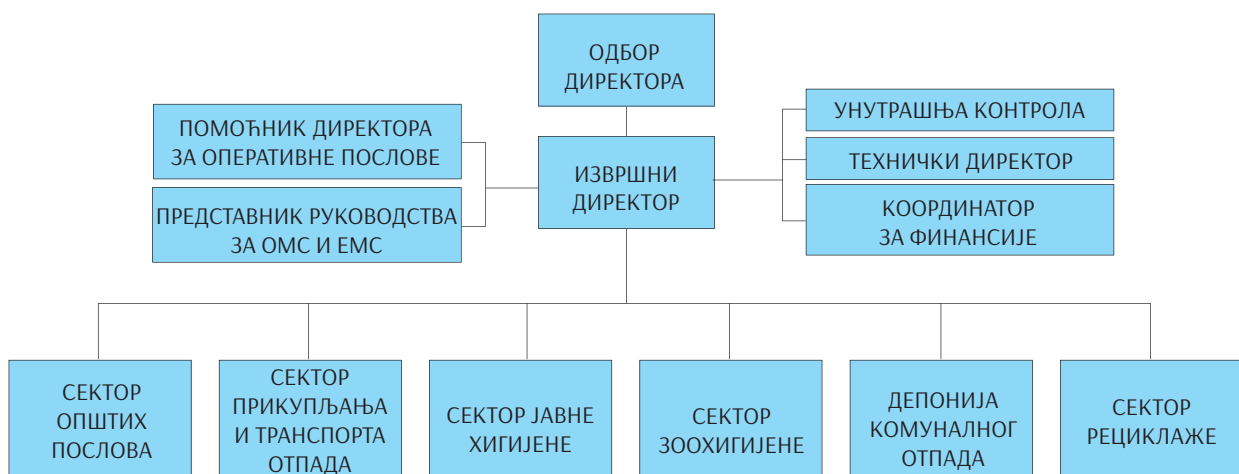 ОДБОР
ДИРЕКТОРА
ПОМОЋНИК ДИРЕКТОРА
ЗА ОПЕРАТИВНЕ ПОСЛОВЕ
ПРЕДСТАВНИК РУКОВОДСТВА
ЗА ОМС И ЕМС
ИЗВРШНИ
ДИРЕКТОР
УНУТРАШЊА КОНТРОЛА
ТЕХНИЧКИ ДИРЕКТОР
КООРДИНАТОР
ЗА ФИНАНСИЈЕ
СЕКТОР
ОПШТИХ
ПОСЛОВА
СЕКТОР
ПРИКУПЉАЊА
И ТРАНСПОРТА
ОТПАДА
СЕКТОР ЈАВНЕ
ХИГИЈЕНЕ
СЕКТОР
ЗООХИГИЈЕНЕ
ДЕПОНИЈА
КОМУНАЛНОГ
ОТПАДА
СЕКТОР
РЕЦИКЛАЖЕ